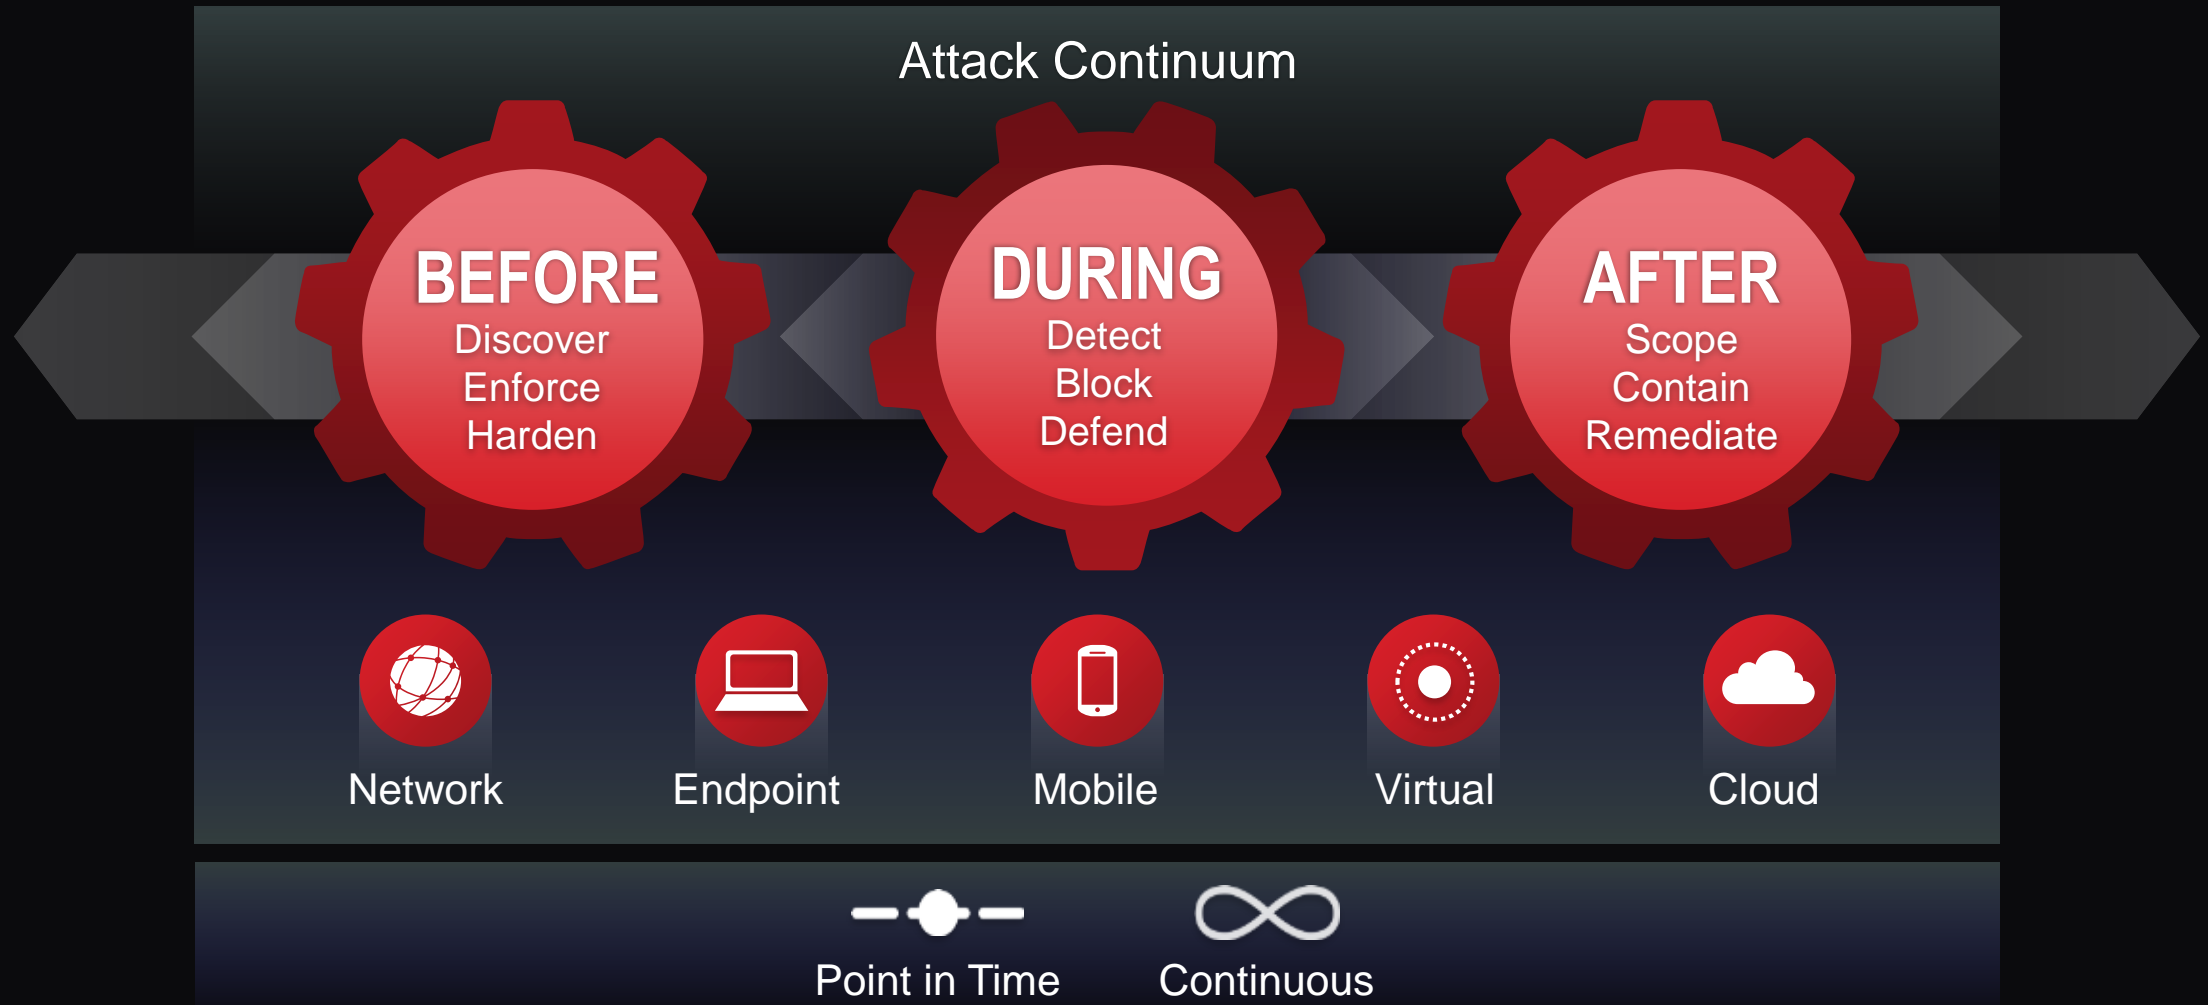 Attack Continuum
BEFORE
Discover
Enforce
Harden
DURING
Detect
Block
Defend
AFTER
Scope
Contain
Remediate
Network
Endpoint
Mobile
Virtual
Cloud
Point in Time
Continuous